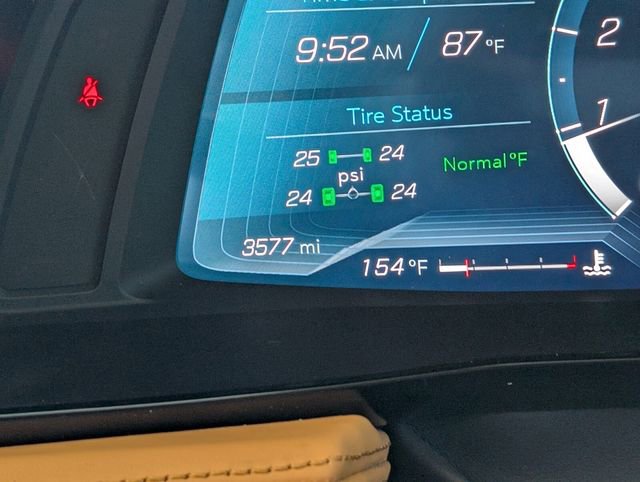 9:52 AM / 87 °F
2
Tire Status
1
25 24
Normal °F
psi
24 24
3577 mi
154 °F